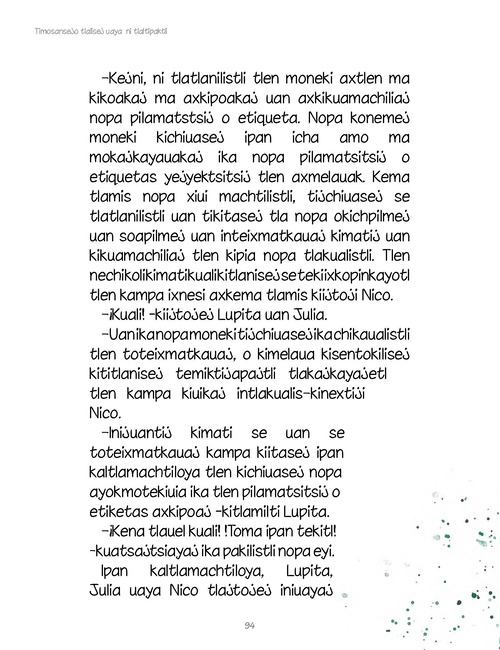 Timosansejo tlalisej uaya ni tlaltipaktli
-Kejni, ni tlatlanilistli tlen moneki axtlen ma
kikoakaj ma axkipoakaj uan axkikuamachiliaj
nopa pilamatstsij o etiqueta. Nopa konemej
moneki kichiuasej ipan icha amo ma
mokajkayauakaj ika nopa pilamatsitsij o
etiquetas yejyektsitsij tlen axmelauak. Kema
tlamis nopa xiui machtilistli, tijchiuasej se
tlatlanilistli uan tikitasej tla nopa okichpilmej
uan soapilmej uan inteixmatkauaj kimatij uan
kikuamachiliaj tlen kipia nopa tlakualistli. Tlen
nechikolikimatikualikitlanisejsetekiixkopinkayotl
tlen kampa ixnesi axkema tlamis kiijtoji Nico.
-¡Kuali! -kiijtojej Lupita uan Julia.
-Uanikanopamonekitijchiuasejikachikaualistli
tlen toteixmatkauaj, o kimelaua kisentokilisej
kititlanisej temiktijapajtli tlakajkayajetl
tlen kampa kiuikaj intlakualis-kinextiji
Nico.
-Inijuantij kimati se uan se
toteixmatkauaj kampa kiitasej ipan
kaltlamachtiloya tlen kichiuasej nopa
ayokmotekiuia ika tlen pilamatsitsij o
etiketas axkipoaj -kitlamilti Lupita.
-¡Kena tlauel kuali! !Toma ipan tekitl!
-kuatsajtsiayaj ika pakilistli nopa eyi.
Ipan kaltlamachtiloya, Lupita,
Julia uaya Nico tlajtojej iniuayaj
94